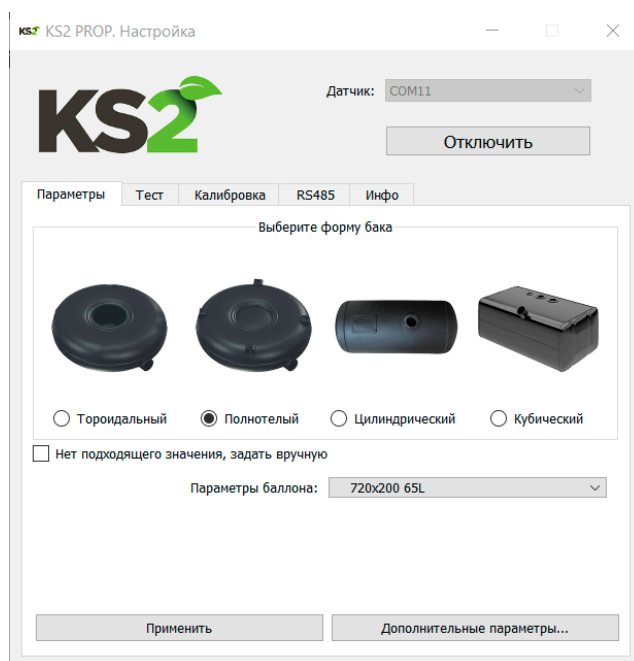 KS2 KS2 PROP. Настройка
KS2
Датчик: COM11
Отключить
Параметры Тест Калибровка RS485 Инфо
Выберите форму бака
Тороидальный Полнотелый Цилиндрический Кубический
Нет подходящего значения, задать вручную
Параметры баллона: 720x200 65L
Применить Дополнительные параметры...